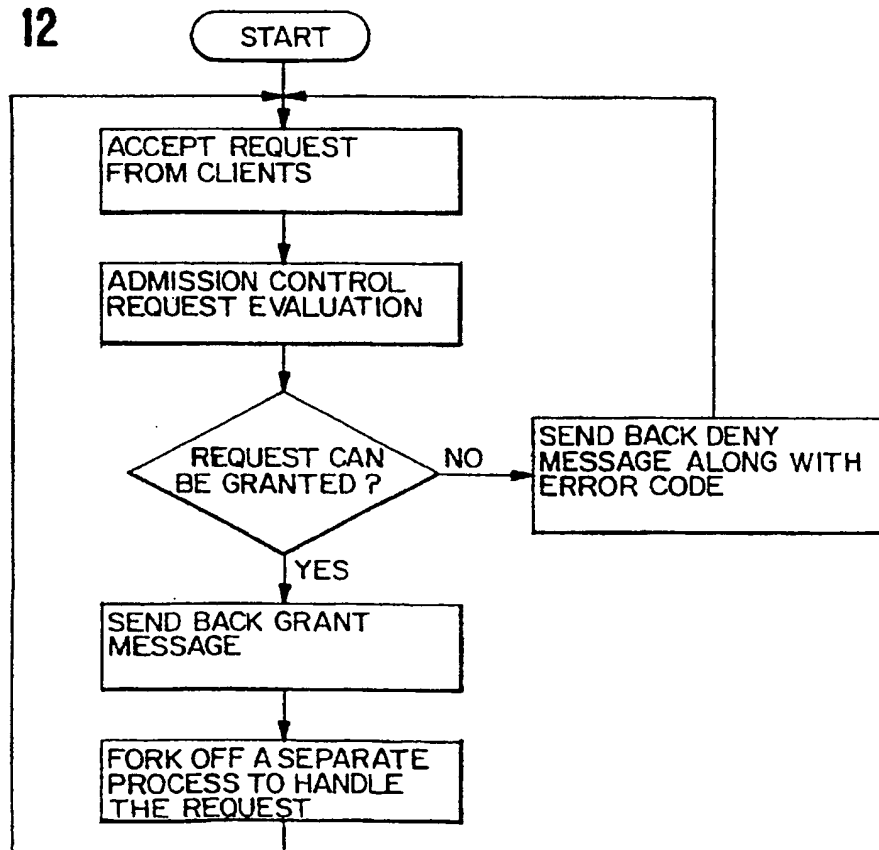 12
START
ACCEPT REQUEST
FROM CLIENTS
ADMISSION CONTROL
REQUEST EVALUATION
REQUEST CAN
BE GRANTED ?
NO
SEND BACK DENY
MESSAGE ALONG WITH
ERROR CODE
YES
SEND BACK GRANT
MESSAGE
FORK OFF A SEPARATE
PROCESS TO HANDLE
THE REQUEST